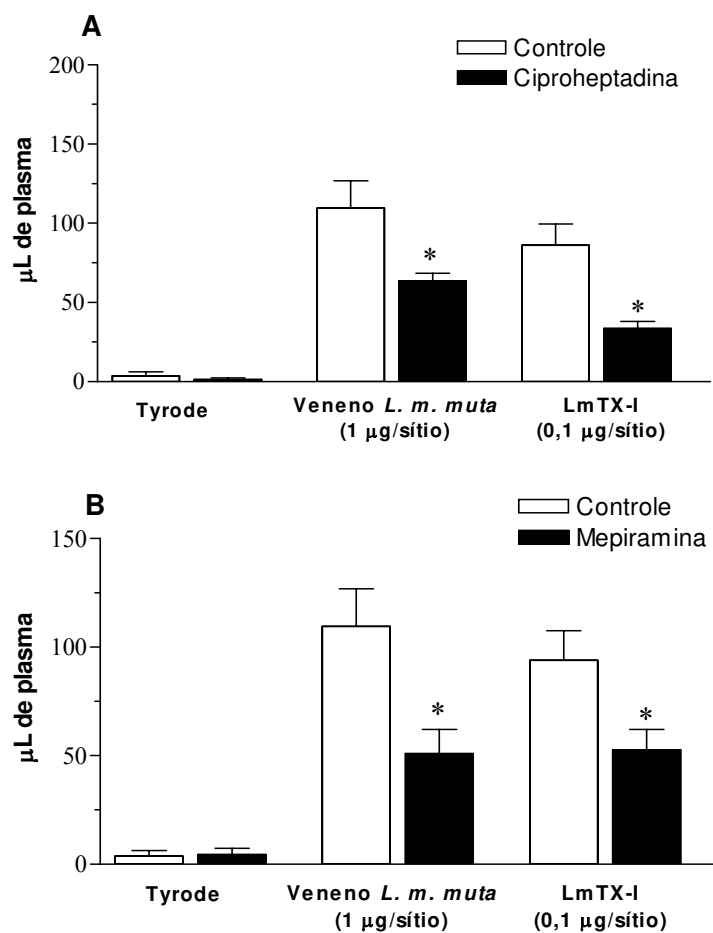 A
Controle
Ciproheptadina
200
150
100
50
0
µL de plasma
*
*
Tyrode
Veneno L. m. muta
(1 µg/sítio)
LmTX-I
(0,1 µg/sítio)
B
Controle
Mepiramina
150
100
50
0
µL de plasma
*
*
Tyrode
Veneno L. m. muta
(1 µg/sítio)
LmTX-I
(0,1 µg/sítio)